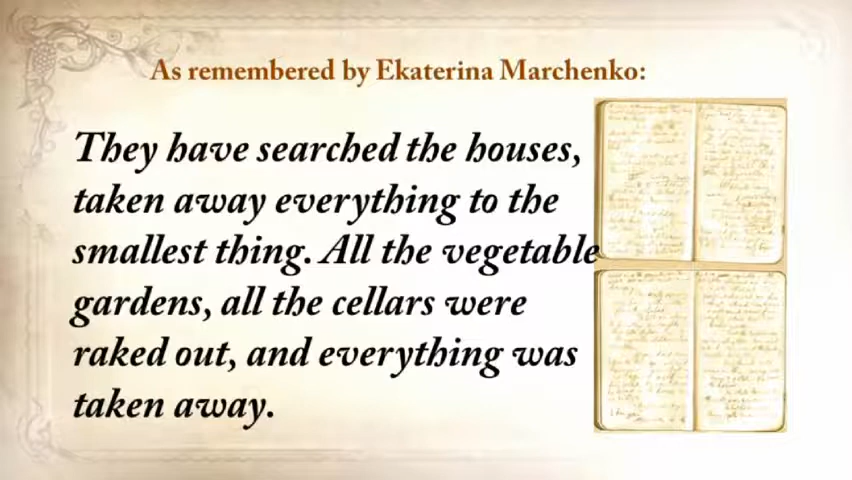 As remembered by Ekaterina Marchenko:
They have searched the houses,
taken away everything to the
smallest thing. All the vegetable
gardens, all the cellars were
raked out, and everything was
taken away.